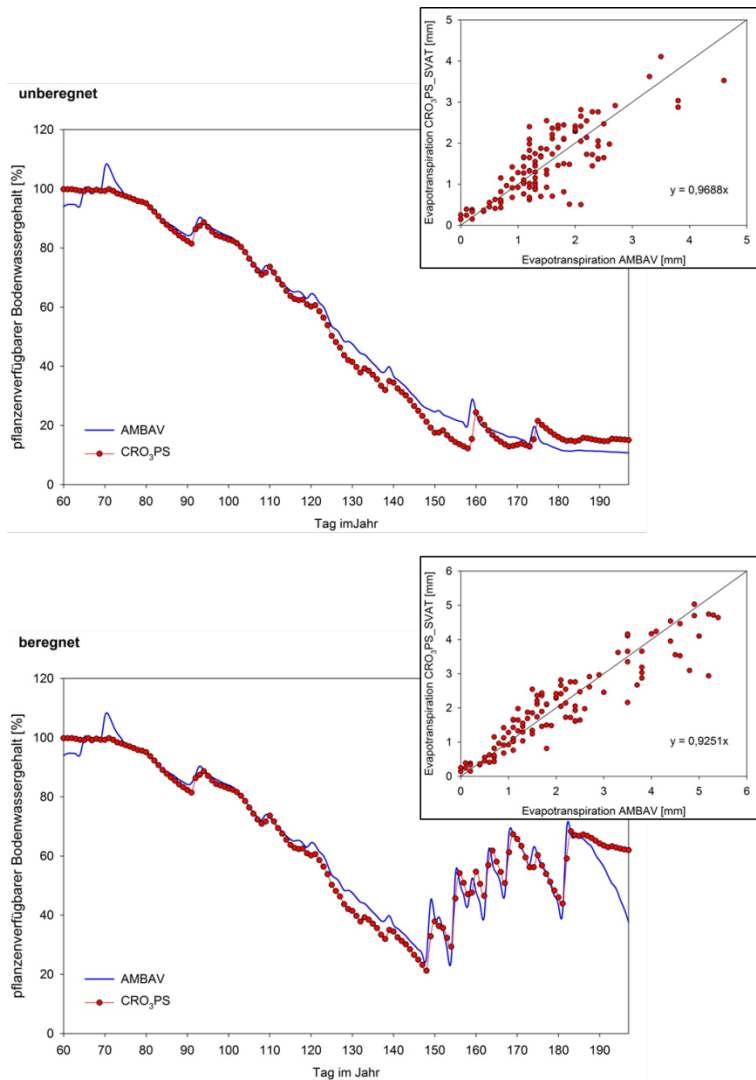 unberegnet
pflanzenverfügbarer Bodenwassergehalt [%]
120
100
80
60
40
20
0
AMBAV
CRO₃PS
60 70 80 90 100 110 120 130 140 150 160 170 180 190
Tag imJahr
Evapotranspiration CRO₃PS_SVAT [mm]
5
4
3
2
1
0
y = 0,9688x
0 1 2 3 4 5
Evapotranspiration AMBAV [mm]
beregnet
pflanzenverfügbarer Bodenwassergehalt [%]
120
100
80
60
40
20
0
AMBAV
CRO₃PS
60 70 80 90 100 110 120 130 140 150 160 170 180 190
Tag im Jahr
Evapotranspiration CRO₃PS_SVAT [mm]
6
5
4
3
2
1
0
y = 0,9251x
0 1 2 3 4 5 6
Evapotranspiration AMBAV [mm]